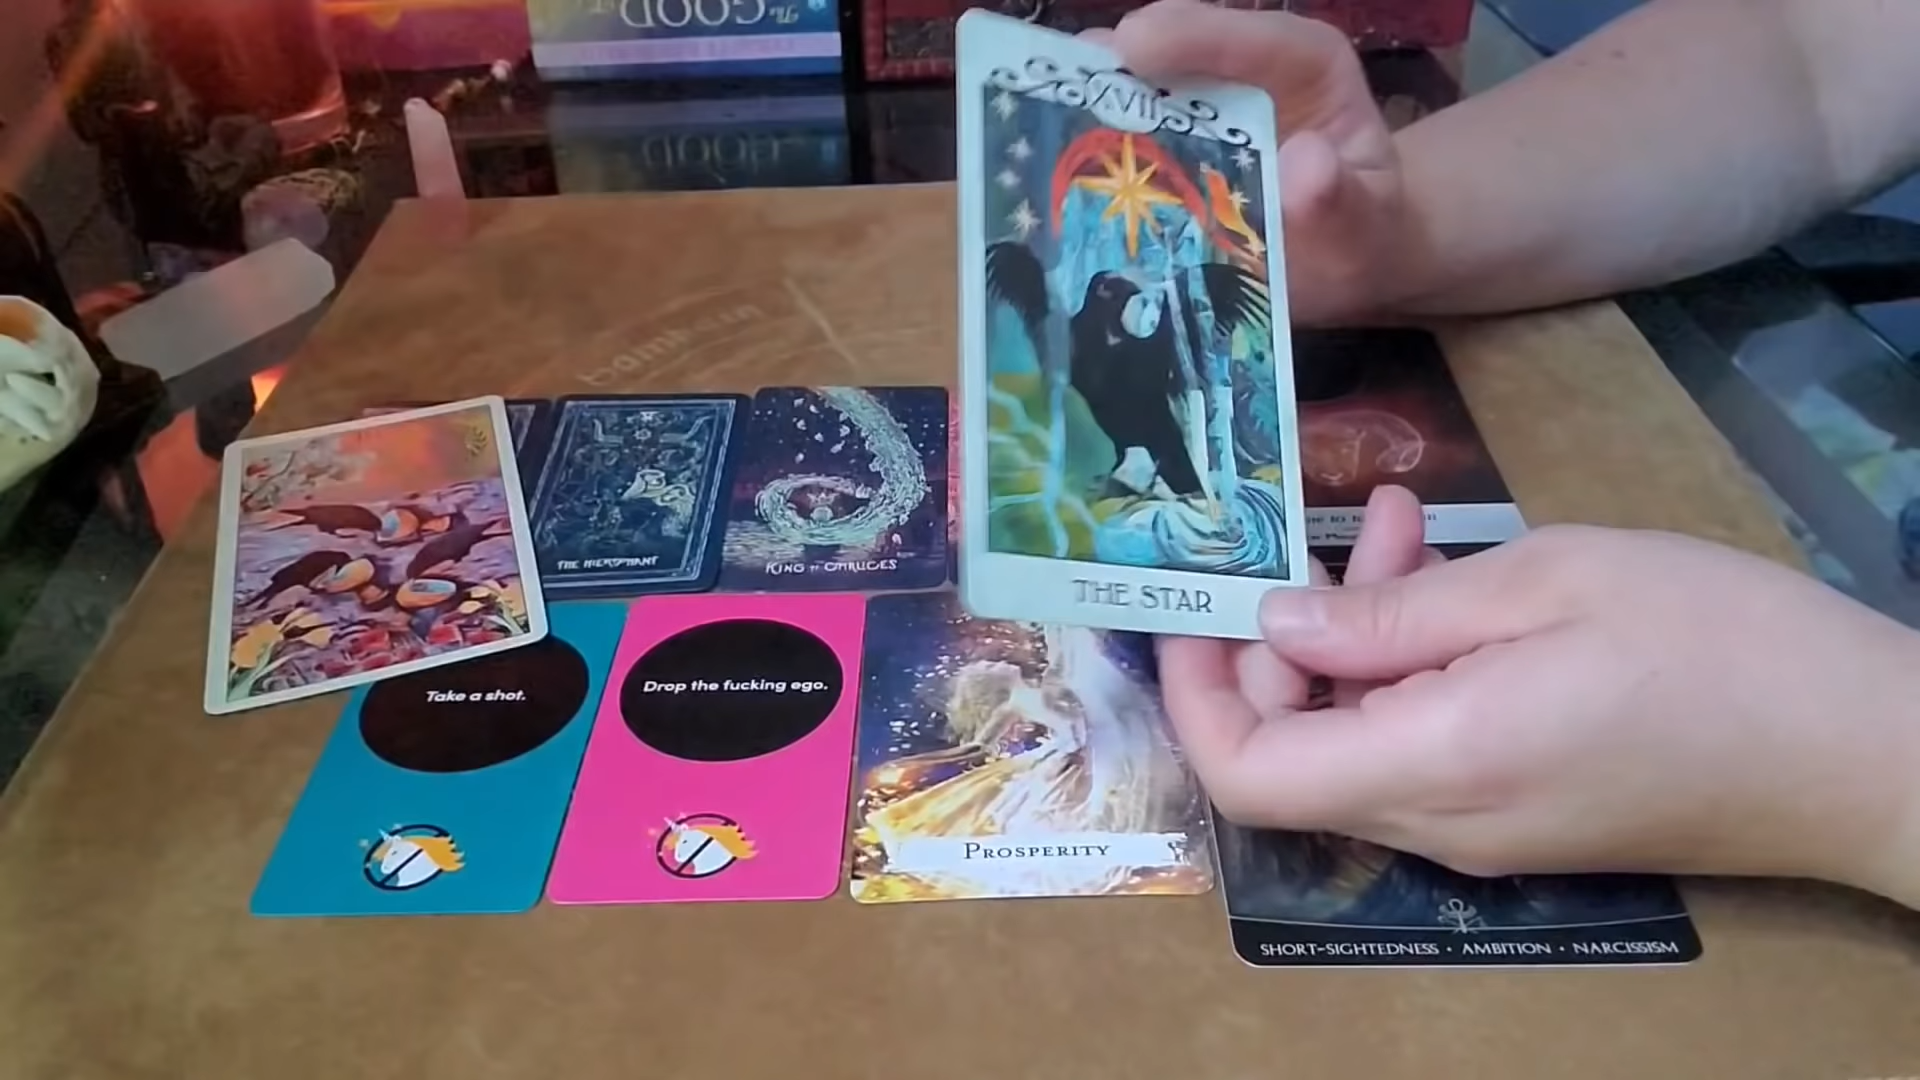 The GOOD
XVII
THE HIEROPHANT
KING OF CHALICES
THE STAR
Take a shot.
Drop the fucking ego.
PROSPERITY
SHORT-SIGHTEDNESS • AMBITION • NARCISSISM